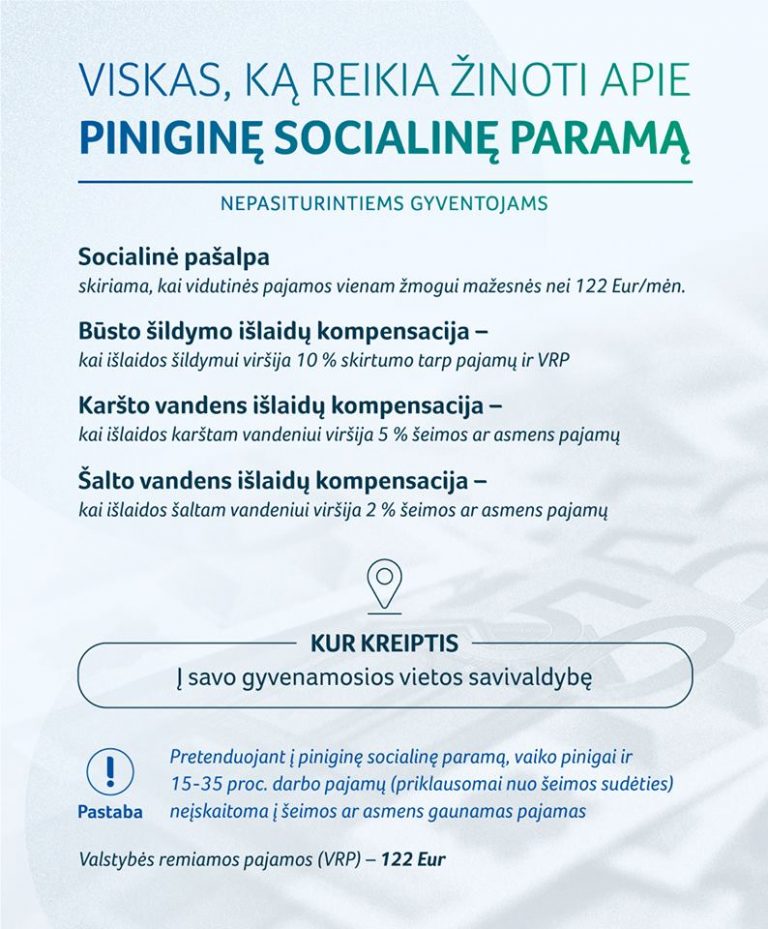 VISKAS, KĄ REIKIA ŽINOTI APIE
PINIGINĘ SOCIALINĘ PARAMĄ
NEPASITURINTIEMS GYVENTOJAMS
Socialinė pašalpa
skiriama, kai vidutinės pajamos vienam žmogui mažesnės nei 122 Eur/mėn.
Būsto šildymo išlaidų kompensacija –
kai išlaidos šildymui viršija 10 % skirtumo tarp pajamų ir VRP
Karšto vandens išlaidų kompensacija –
kai išlaidos karštam vandeniui viršija 5 % šeimos ar asmens pajamų
Šalto vandens išlaidų kompensacija –
kai išlaidos šaltam vandeniui viršija 2 % šeimos ar asmens pajamų
KUR KREIPTIS
Į savo gyvenamosios vietos savivaldybę
Pastaba
Pretenduojant į piniginę socialinę paramą, vaiko pinigai ir
15-35 proc. darbo pajamų (priklausomai nuo šeimos sudėties)
neįskaitoma į šeimos ar asmens gaunamas pajamas
Valstybės remiamos pajamos (VRP) – 122 Eur